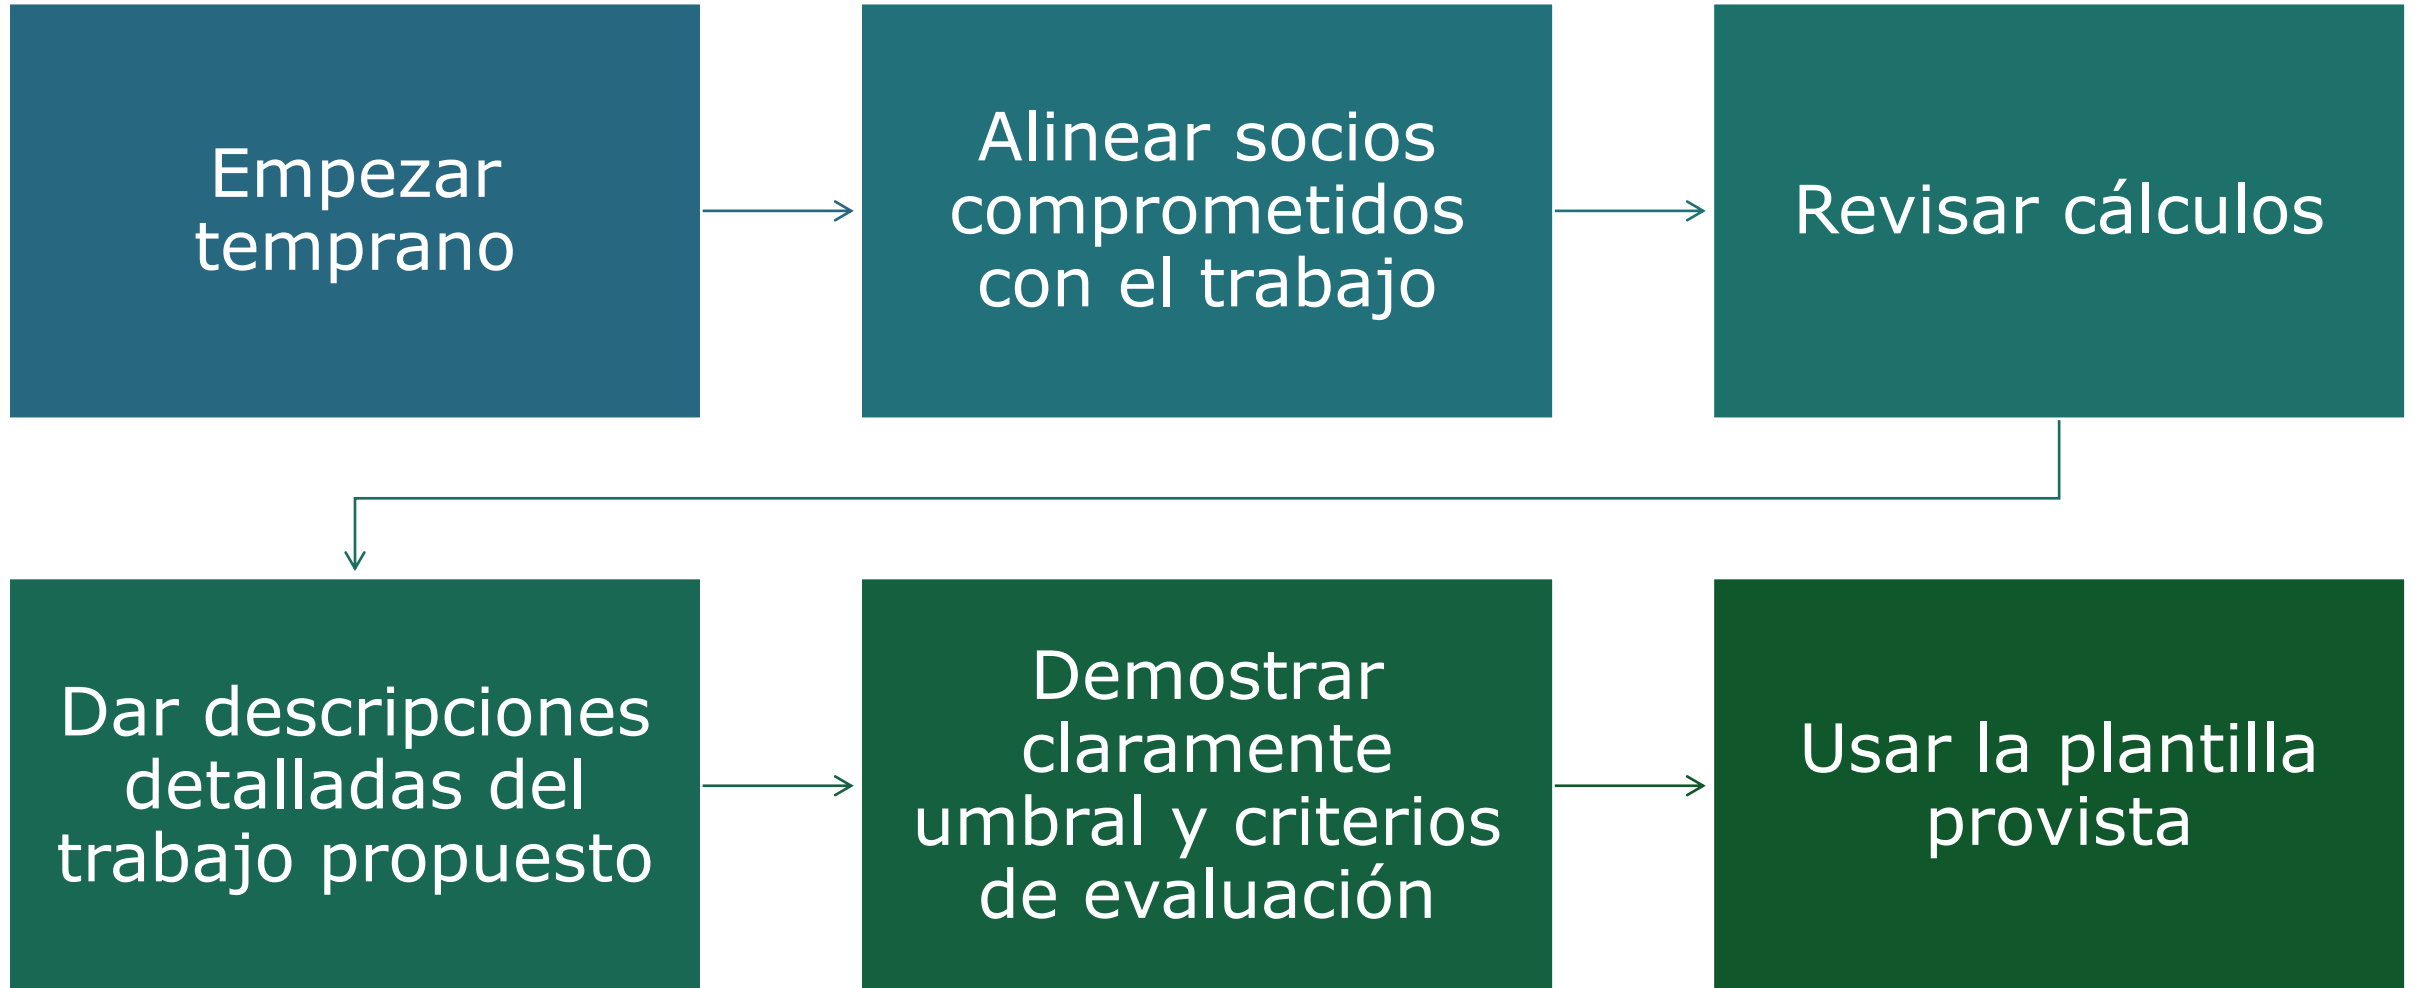 Empezar
temprano
Alinear socios
comprometidos
con el trabajo
Revisar cálculos
Dar descripciones
detalladas del
trabajo propuesto
Demostrar
claramente
umbral y criterios
de evaluación
Usar la plantilla
provista